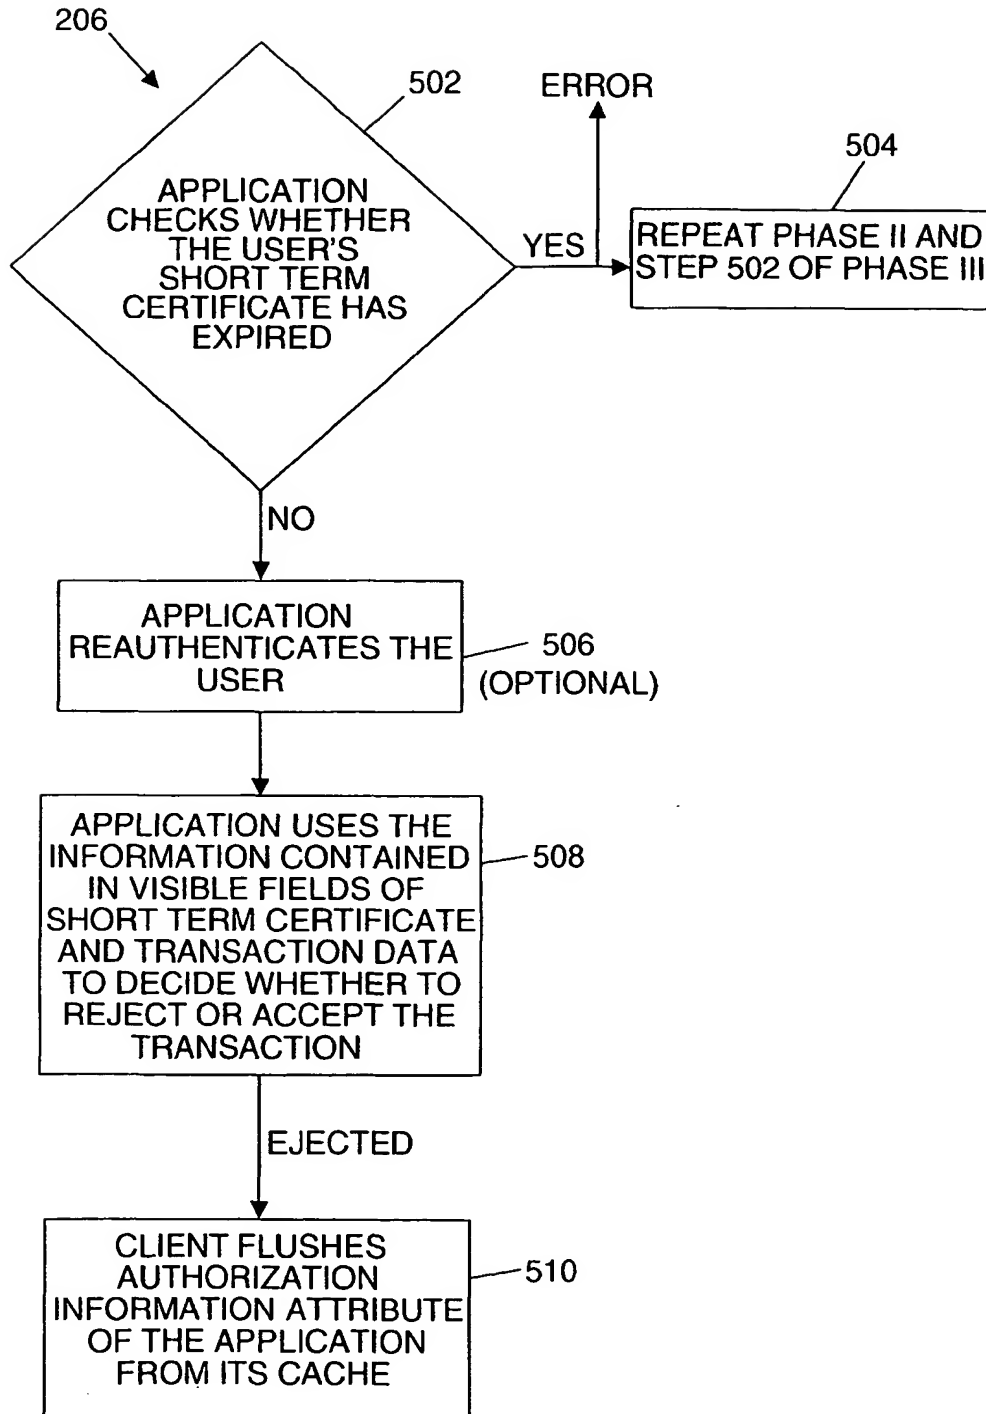 206
502
APPLICATION
CHECKS WHETHER
THE USER'S
SHORT TERM
CERTIFICATE HAS
EXPIRED
ERROR
YES
504
REPEAT PHASE II AND
STEP 502 OF PHASE III
NO
APPLICATION
REAUTHENTICATES THE
USER
506
(OPTIONAL)
APPLICATION USES THE
INFORMATION CONTAINED
IN VISIBLE FIELDS OF
SHORT TERM CERTIFICATE
AND TRANSACTION DATA
TO DECIDE WHETHER TO
REJECT OR ACCEPT THE
TRANSACTION
508
EJECTED
CLIENT FLUSHES
AUTHORIZATION
INFORMATION ATTRIBUTE
OF THE APPLICATION
FROM ITS CACHE
510